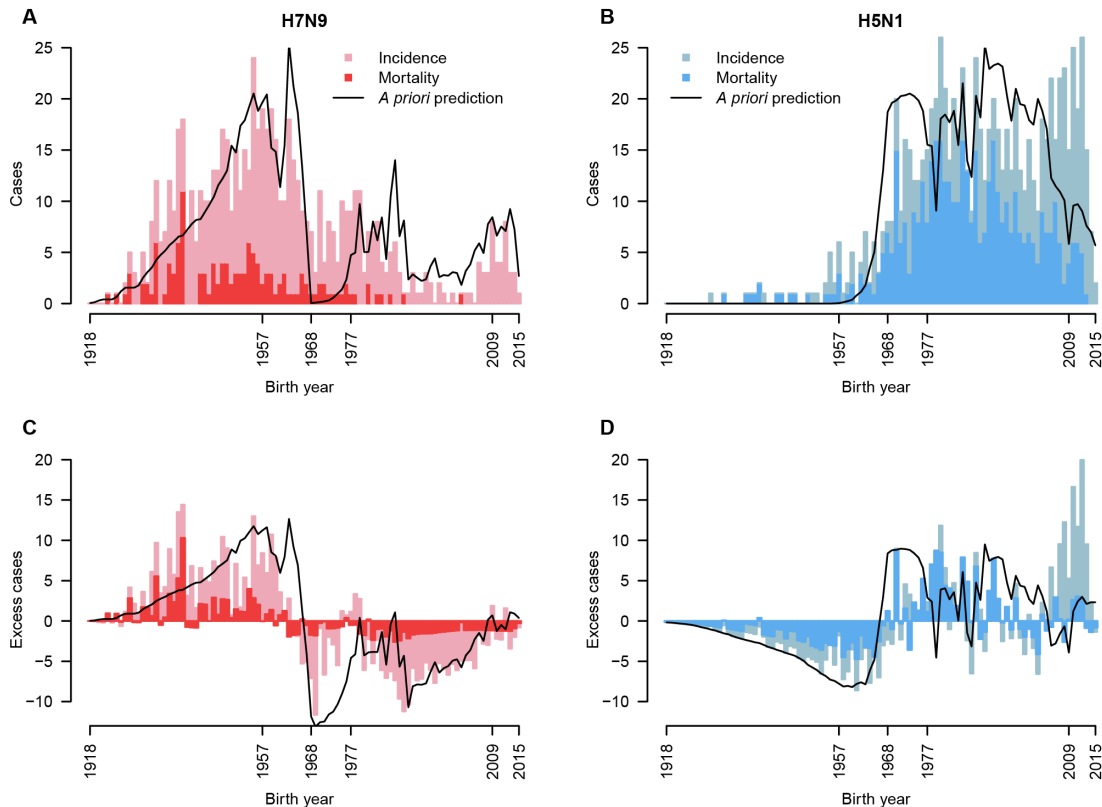 A
H7N9
25
20
15
10
5
0
Cases
Incidence
Mortality
A priori prediction
1918
1957
1968
1977
2009
2015
Birth year
B
H5N1
25
20
15
10
5
0
Cases
Incidence
Mortality
A priori prediction
1918
1957
1968
1977
2009
2015
Birth year
C
20
15
10
5
0
−5
−10
Excess cases
1918
1957
1968
1977
2009
2015
Birth year
D
20
15
10
5
0
−5
−10
Excess cases
1918
1957
1968
1977
2009
2015
Birth year